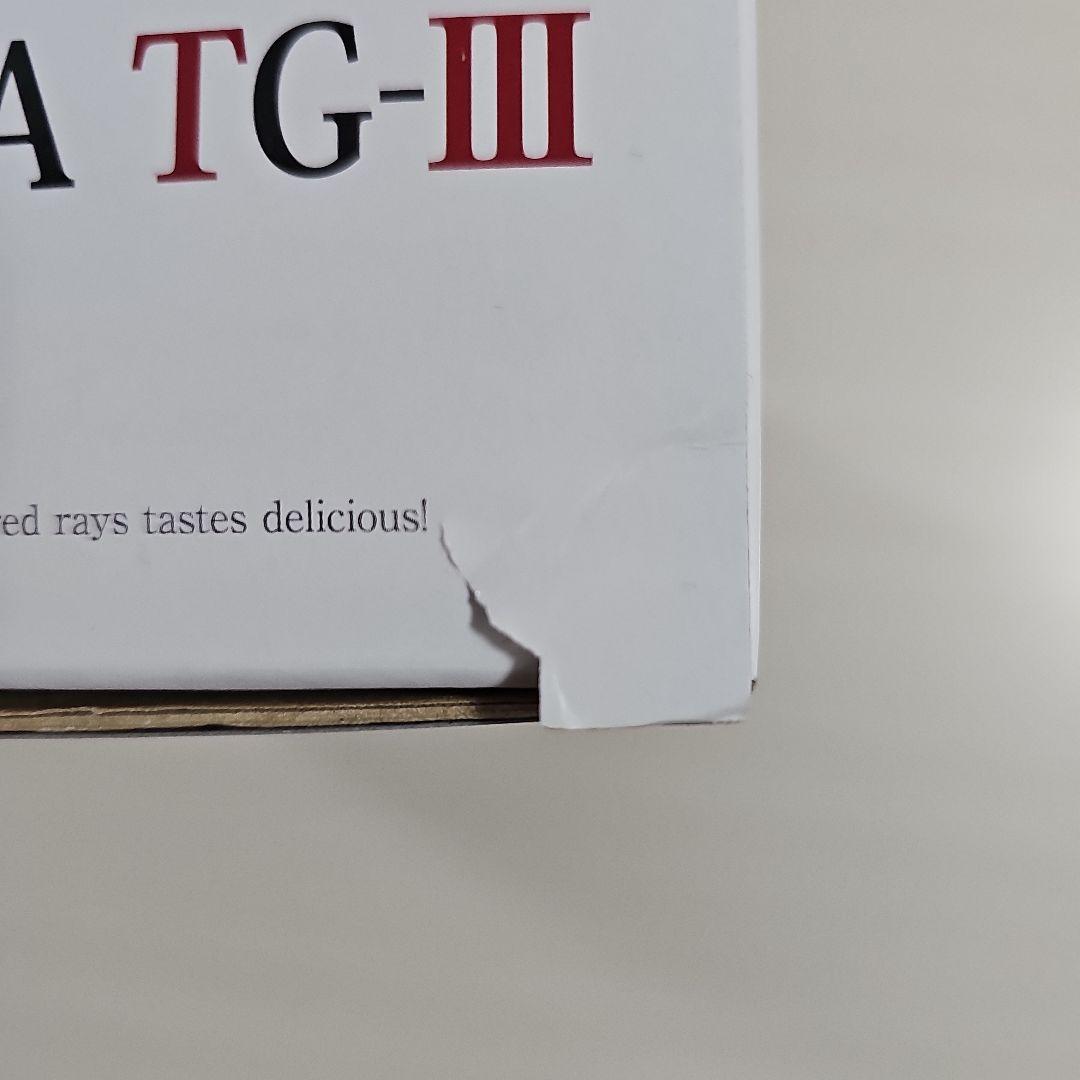 A TG-III
red rays tastes delicious!